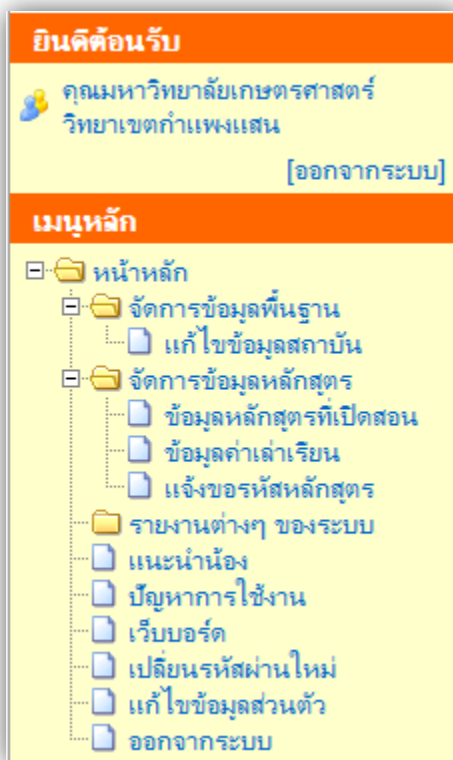 ยินดีต้อนรับ
คุณมหาวิทยาลัยเกษตรศาสตร์
วิทยาเขตกำแพงแสน
[ออกจากระบบ]
เมนูหลัก
หน้าหลัก
จัดการข้อมูลพื้นฐาน
แก้ไขข้อมูลสถาบัน
จัดการข้อมูลหลักสูตร
ข้อมูลหลักสูตรที่เปิดสอน
ข้อมูลค่าเล่าเรียน
แจ้งขอรหัสหลักสูตร
รายงานต่างๆ ของระบบ
แนะนำน้อง
ปัญหาการใช้งาน
เว็บบอร์ด
เปลี่ยนรหัสผ่านใหม่
แก้ไขข้อมูลส่วนตัว
ออกจากระบบ